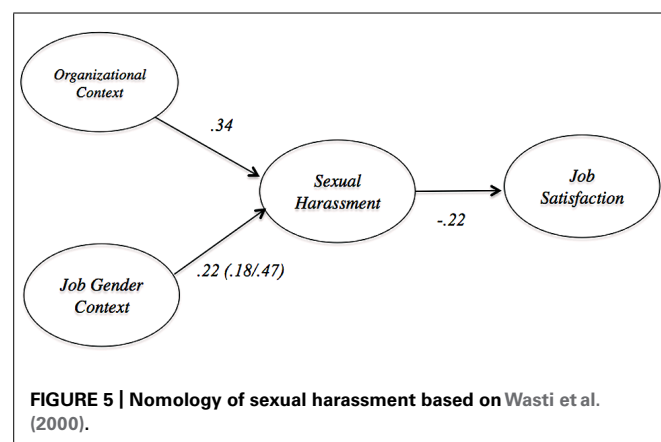 Organizational
Context
.34
Sexual
Harassment
Job
Satisfaction
-.22
.22 (.18/.47)
Job Gender
Context
FIGURE 5 | Nomology of sexual harassment based on Wasti et al.
(2000).